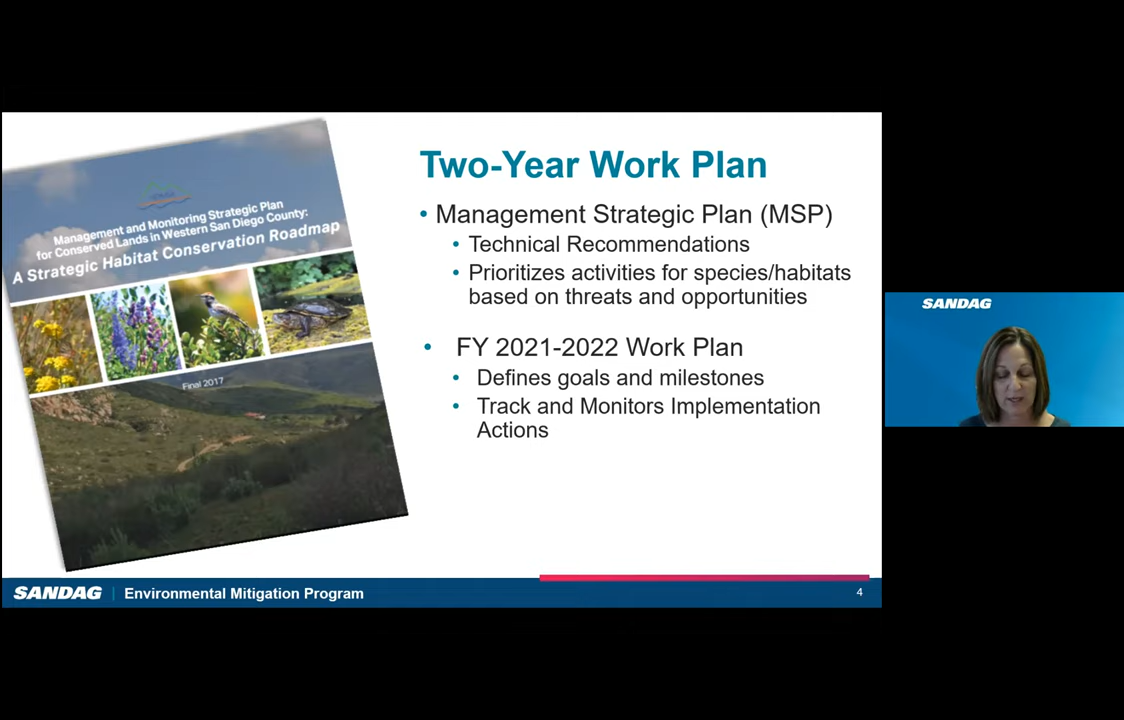 Management and Monitoring Strategic Plan
for Conserved Lands in Western San Diego County:
A Strategic Habitat Conservation Roadmap
Final 2017
Two-Year Work Plan
• Management Strategic Plan (MSP)
• Technical Recommendations
• Prioritizes activities for species/habitats
based on threats and opportunities
• FY 2021-2022 Work Plan
• Defines goals and milestones
• Track and Monitors Implementation
Actions
SANDAG | Environmental Mitigation Program
4
SANDAG